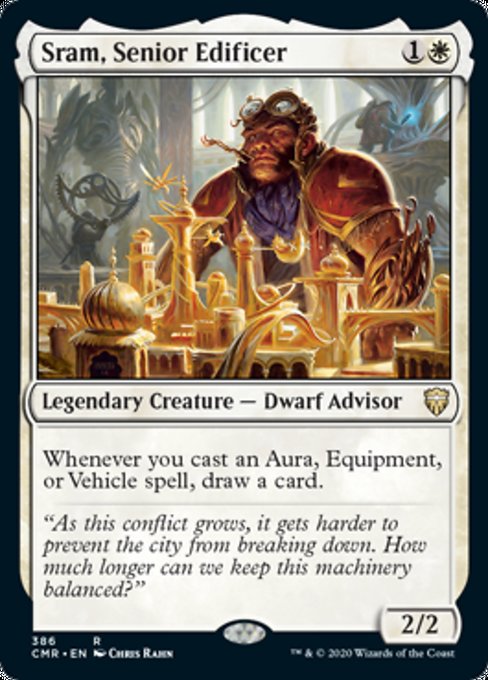 Sram, Senior Edificer 1
Legendary Creature — Dwarf Advisor
Whenever you cast an Aura, Equipment,
or Vehicle spell, draw a card.
“As this conflict grows, it gets harder to
prevent the city from breaking down. How
much longer can we keep this machinery
balanced?”
2/2
386 R
CMR • EN Chris Rahn
™ & © 2020 Wizards of the Coast